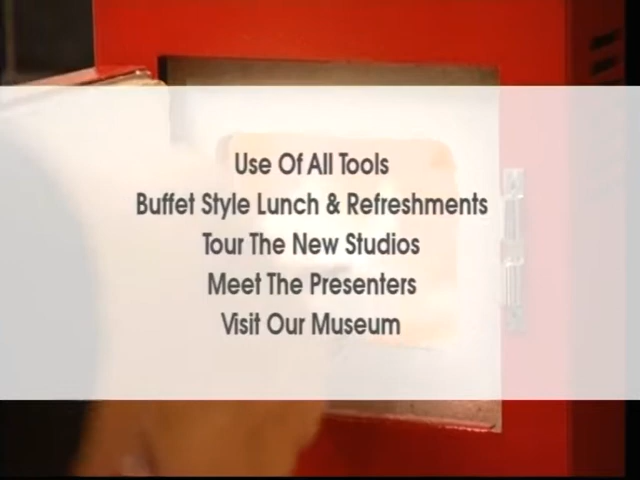 Use Of All Tools
Buffet Style Lunch & Refreshments
Tour The New Studios
Meet The Presenters
Visit Our Museum